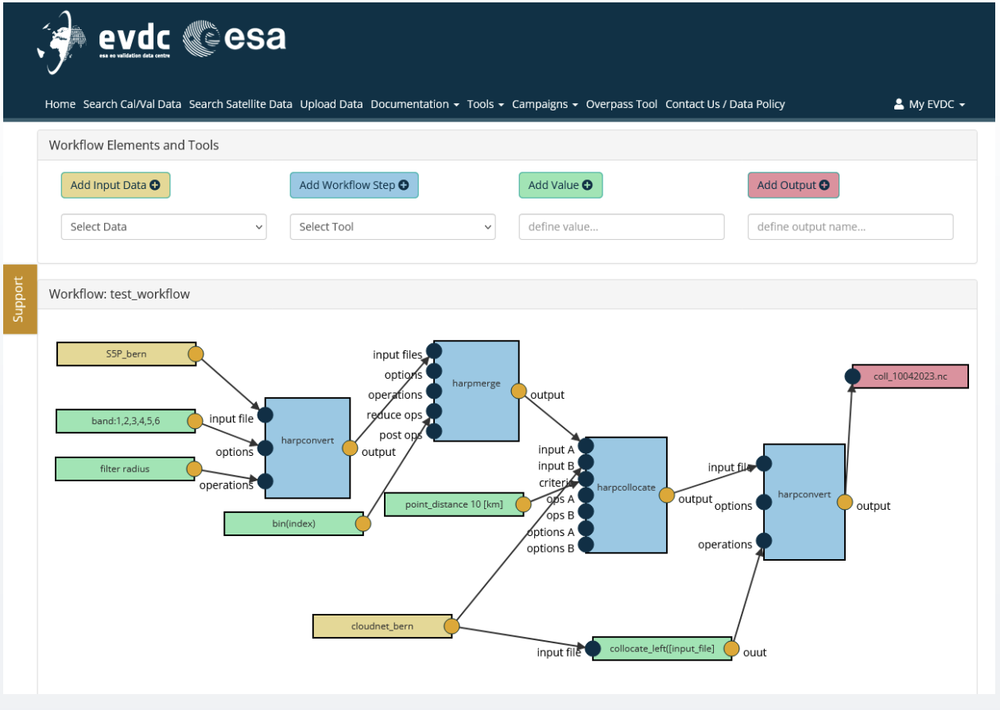 evdc esa
esa eo validation data centre
Home Search Cal/Val Data Search Satellite Data Upload Data Documentation Tools Campaigns Overpass Tool Contact Us / Data Policy My EVDC
Workflow Elements and Tools
Add Input Data Add Workflow Step Add Value Add Output
Select Data Select Tool define value... define output name...
Support
Workflow: test_workflow
S5P_bern
band:1,2,3,4,5,6
filter radius
input file
options
operations
harpconvert
output
bin(index)
input files
options
operations
reduce ops
post ops
harpmerge
output
point_distance 10 [km]
input A
input B
criteria
ops A
ops B
options A
options B
harpcollocate
output
cloudnet_bern
input file
collocate_left([input_file]
ouut
input file
options
operations
harpconvert
output
coll_10042023.nc